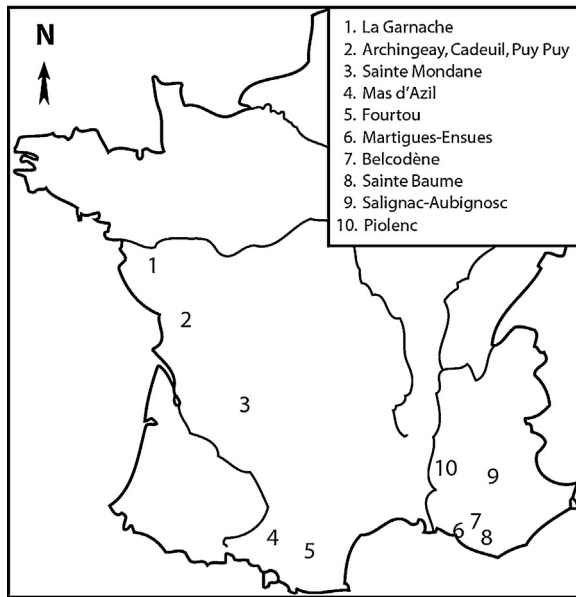 N
1. La Garnache
2. Archingeay, Cadeuil, Puy Puy
3. Sainte Mondane
4. Mas d'Azil
5. Fourtou
6. Martigues-Ensues
7. Belcodène
8. Sainte Baume
9. Salignac-Aubignosc
10. Piolenc
1
2
3
10
9
7
6
8
4
5